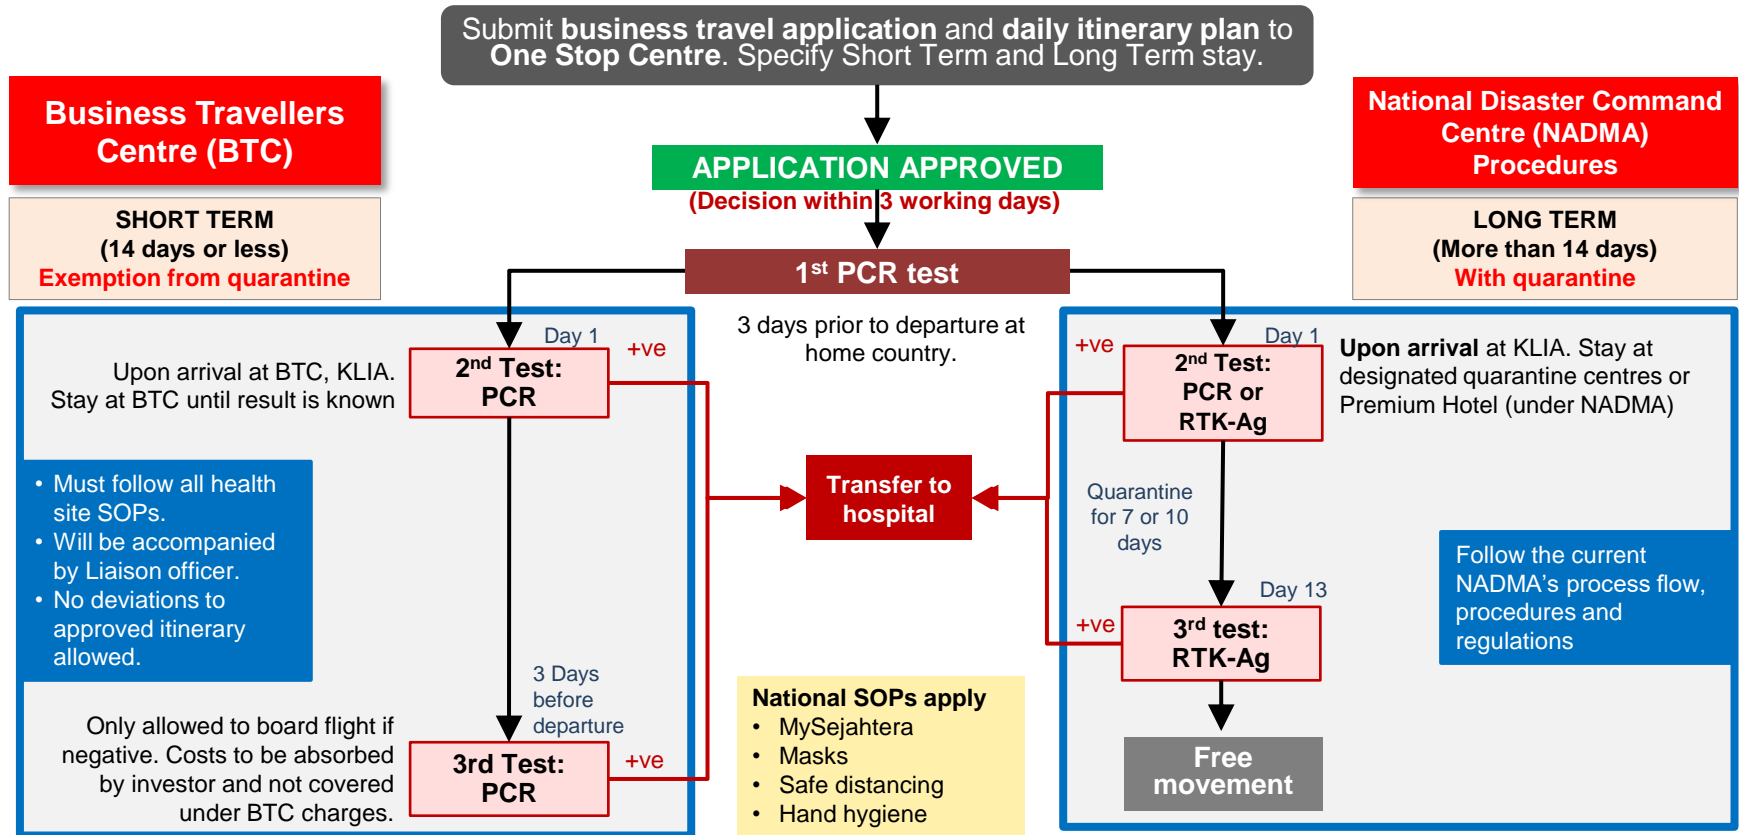 Submit business travel application and daily itinerary plan to
One Stop Centre. Specify Short Term and Long Term stay.
Business Travellers
Centre (BTC)
National Disaster Command
Centre (NADMA)
Procedures
APPLICATION APPROVED
(Decision within 3 working days)
SHORT TERM
(14 days or less)
Exemption from quarantine
LONG TERM
(More than 14 days)
With quarantine
1st PCR test
3 days prior to departure at
home country.
Day 1
+ve
Upon arrival at BTC, KLIA.
Stay at BTC until result is known
2nd Test:
PCR
• Must follow all health
site SOPs.
• Will be accompanied
by Liaison officer.
• No deviations to
approved itinerary
allowed.
3 Days
before
departure
Only allowed to board flight if
negative. Costs to be absorbed
by investor and not covered
under BTC charges.
3rd Test:
PCR
+ve
Transfer to
hospital
National SOPs apply
• MySejahtera
• Masks
• Safe distancing
• Hand hygiene
+ve
Day 1
2nd Test:
PCR or
RTK-Ag
Upon arrival at KLIA. Stay at
designated quarantine centres or
Premium Hotel (under NADMA)
Quarantine
for 7 or 10
days
Day 13
+ve
3rd test:
RTK-Ag
Follow the current
NADMA’s process flow,
procedures and
regulations
Free
movement